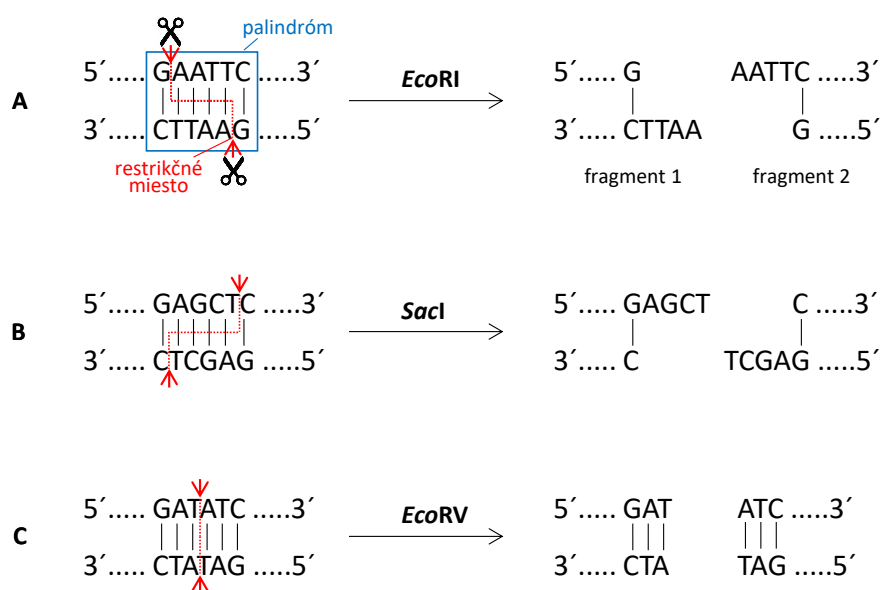 palindróm
5´..... GAATTC .....3´
A
EcoRI
3´..... CTTAAG .....5´
restrikčné
miesto
5´..... G AATTC .....3´
3´..... CTTAA G .....5´
fragment 1 fragment 2
5´..... GAGCTC .....3´
B
SacI
3´..... CTCGAG .....5´
5´..... GAGCT C .....3´
3´..... C TCGAG .....5´
5´..... GATATC .....3´
C
EcoRV
3´..... CTATAG .....5´
5´..... GAT ATC .....3´
3´..... CTA TAG .....5´